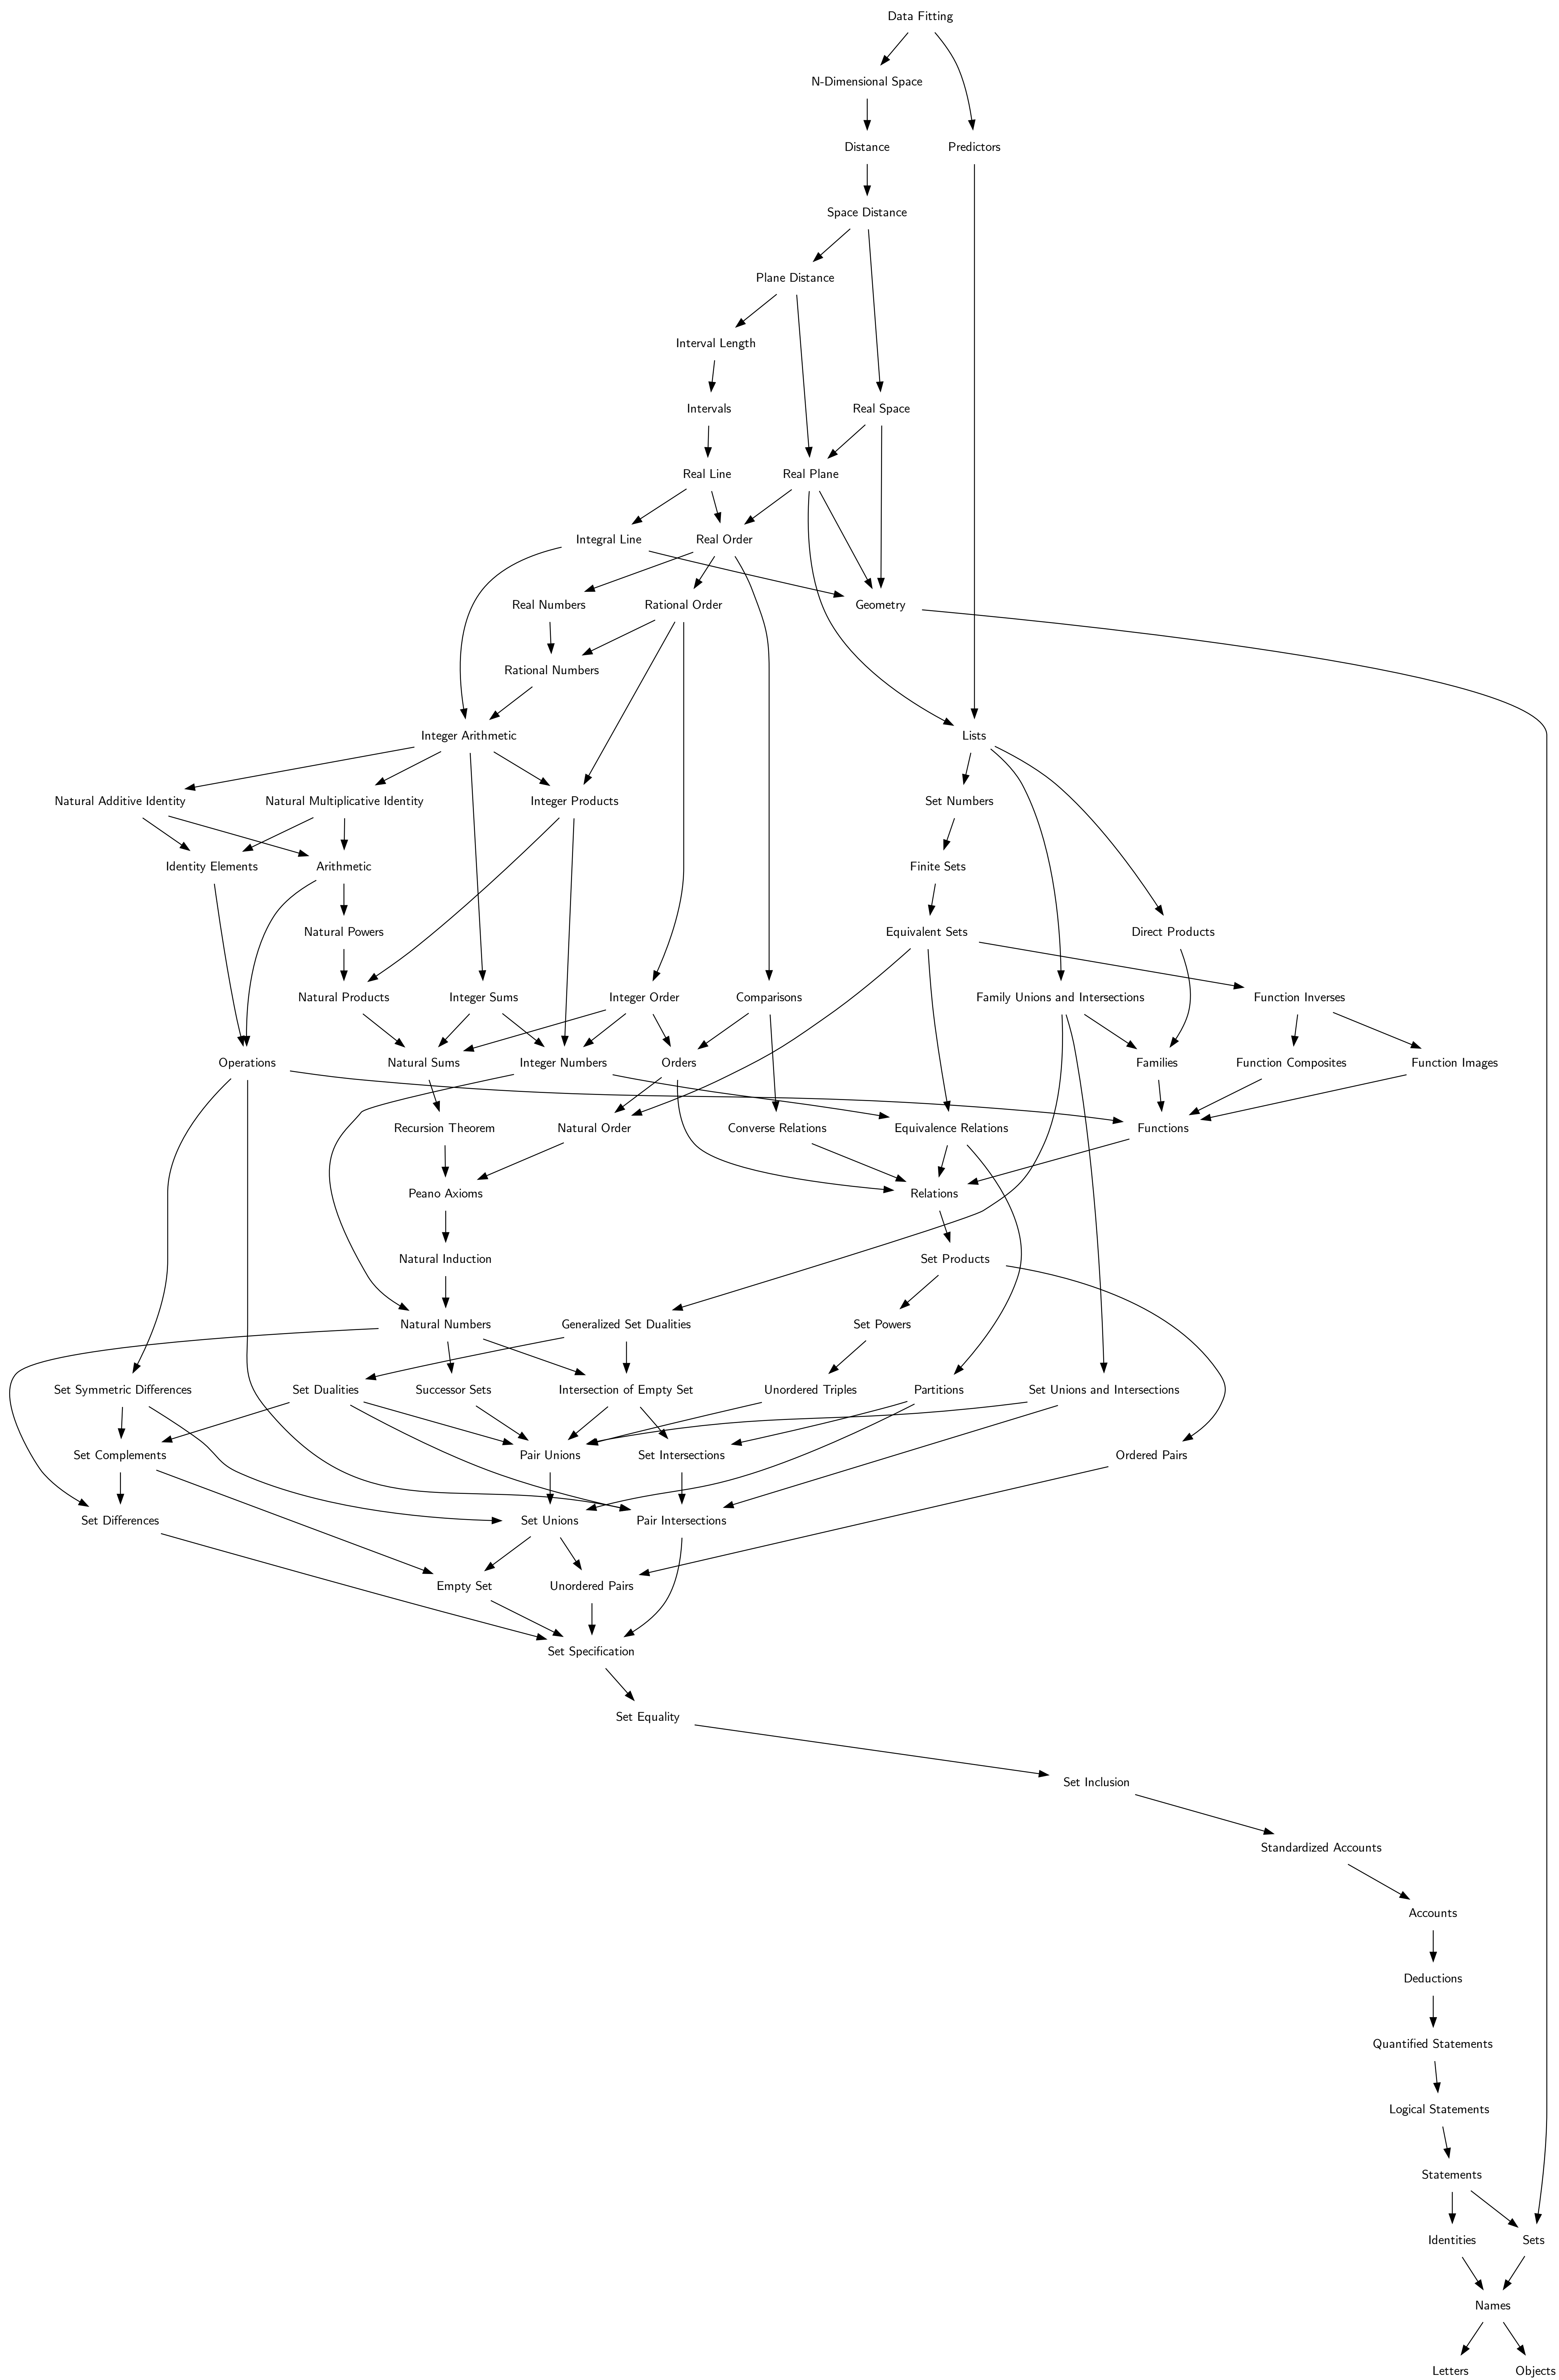 Data Fitting
N-Dimensional Space
Distance
Predictors
Space Distance
Plane Distance
Interval Length
Intervals
Real Space
Real Line
Real Plane
Integral Line
Real Order
Real Numbers
Rational Order
Geometry
Rational Numbers
Integer Arithmetic
Lists
Natural Additive Identity
Natural Multiplicative Identity
Integer Products
Set Numbers
Identity Elements
Arithmetic
Finite Sets
Natural Powers
Equivalent Sets
Direct Products
Natural Products
Integer Sums
Integer Order
Comparisons
Family Unions and Intersections
Function Inverses
Operations
Natural Sums
Integer Numbers
Orders
Families
Function Composites
Function Images
Recursion Theorem
Natural Order
Converse Relations
Equivalence Relations
Functions
Peano Axioms
Relations
Natural Induction
Set Products
Natural Numbers
Generalized Set Dualities
Set Powers
Set Symmetric Differences
Set Dualities
Successor Sets
Intersection of Empty Set
Unordered Triples
Partitions
Set Unions and Intersections
Set Complements
Pair Unions
Set Intersections
Ordered Pairs
Set Differences
Set Unions
Pair Intersections
Empty Set
Unordered Pairs
Set Specification
Set Equality
Set Inclusion
Standardized Accounts
Accounts
Deductions
Quantified Statements
Logical Statements
Statements
Identities
Sets
Names
Letters
Objects